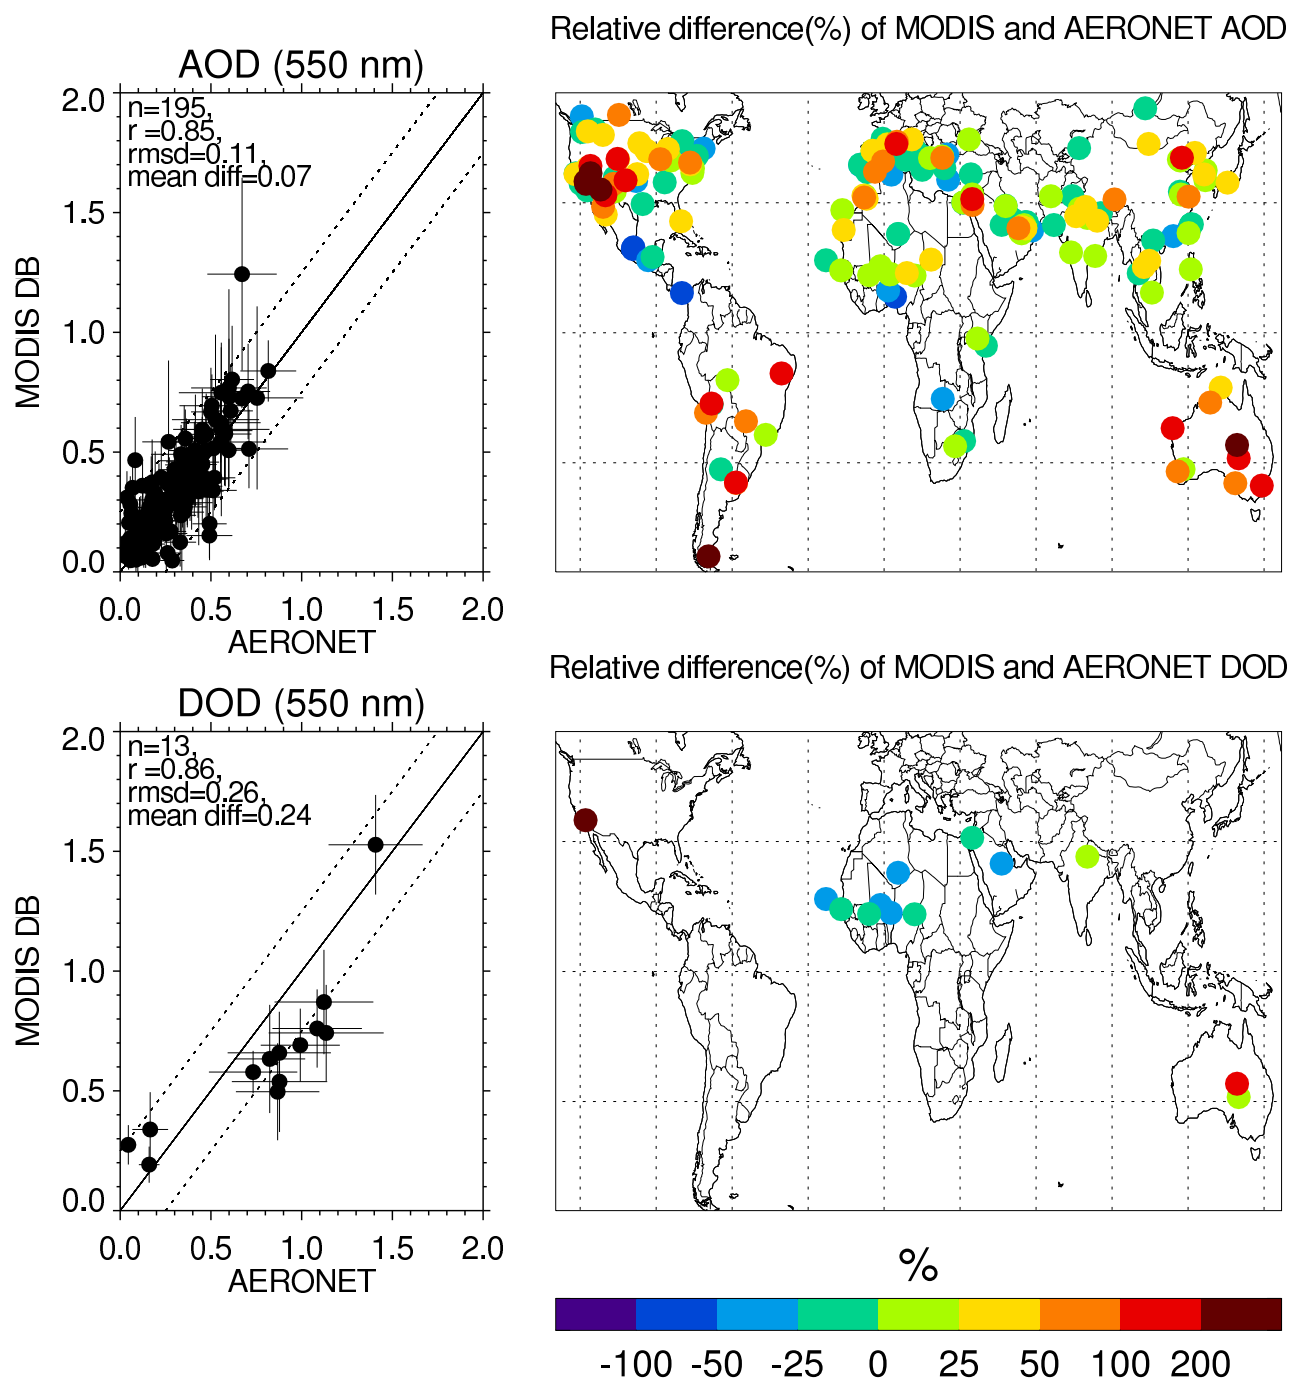 Relative difference(%) of MODIS and AERONET AOD
AOD (550 nm)
n=195,
r =0.85,
rmsd=0.11,
mean diff=0.07
2.0
1.5
1.0
0.5
0.0
MODIS DB
0.0 0.5 1.0 1.5 2.0
AERONET
Relative difference(%) of MODIS and AERONET DOD
DOD (550 nm)
n=13,
r =0.86,
rmsd=0.26,
mean diff=0.24
2.0
1.5
1.0
0.5
0.0
MODIS DB
0.0 0.5 1.0 1.5 2.0
AERONET
%
-100 -50 -25 0 25 50 100 200